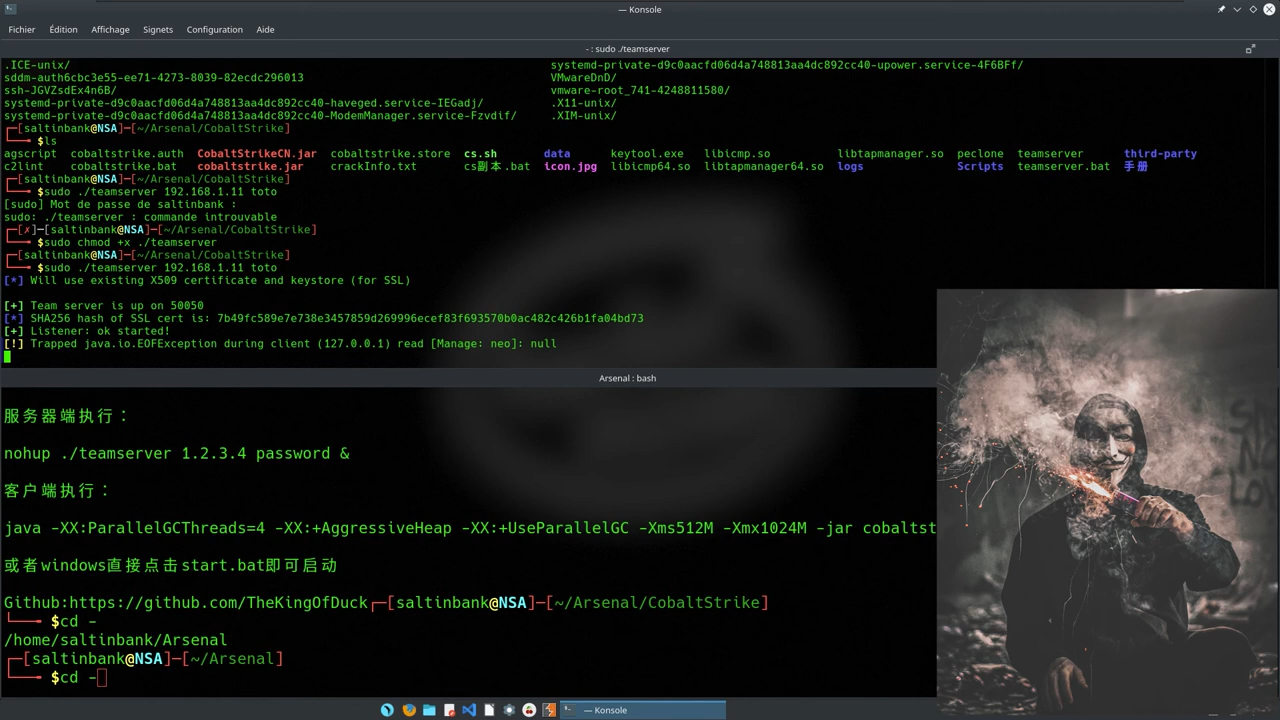 — Konsole
Fichier Édition Affichage Signets Configuration Aide
- : sudo ./teamserver
.ICE-unix/ systemd-private-d9c0aacfd06d4a748813aa4dc892cc40-upower.service-4F6BFf/
sddm-auth6cbc3e55-ee71-4273-8039-82ecdc296013 VMwareDnD/
ssh-JGVZsdEx4n6B/ vmware-root_741-4248811580/
systemd-private-d9c0aacfd06d4a748813aa4dc892cc40-haveged.service-IEGadj/ .X11-unix/
systemd-private-d9c0aacfd06d4a748813aa4dc892cc40-ModemManager.service-Fzvdif/ .XIM-unix/
┌─[saltinbank@NSA]─[~/Arsenal/CobaltStrike]
└──╼ $ls
agscript cobaltstrike.auth CobaltStrikeCN.jar cobaltstrike.store cs.sh data keytool.exe libicmp.so libtapmanager.so peclone teamserver third-party
c2lint cobaltstrike.bat cobaltstrike.jar crackInfo.txt cs副本.bat icon.jpg libicmp64.so libtapmanager64.so logs Scripts teamserver.bat 手册
┌─[saltinbank@NSA]─[~/Arsenal/CobaltStrike]
└──╼ $sudo ./teamserver 192.168.1.11 toto
[sudo] Mot de passe de saltinbank :
sudo: ./teamserver : commande introuvable
┌─[✗]─[saltinbank@NSA]─[~/Arsenal/CobaltStrike]
└──╼ $sudo chmod +x ./teamserver
┌─[saltinbank@NSA]─[~/Arsenal/CobaltStrike]
└──╼ $sudo ./teamserver 192.168.1.11 toto
[*] Will use existing X509 certificate and keystore (for SSL)
[+] Team server is up on 50050
[*] SHA256 hash of SSL cert is: 7b49fc589e7e738e3457859d269996ecef83f693570b0ac482c426b1fa04bd73
[+] Listener: ok started!
[!] Trapped java.io.EOFException during client (127.0.0.1) read [Manage: neo]: null
Arsenal : bash
服务器端执行：
nohup ./teamserver 1.2.3.4 password &
客户端执行：
java -XX:ParallelGCThreads=4 -XX:+AggressiveHeap -XX:+UseParallelGC -Xms512M -Xmx1024M -jar cobaltst
或者windows直接点击start.bat即可启动
Github:https://github.com/TheKingOfDuck┌─[saltinbank@NSA]─[~/Arsenal/CobaltStrike]
└──╼ $cd -
/home/saltinbank/Arsenal
┌─[saltinbank@NSA]─[~/Arsenal]
└──╼ $cd -
— Konsole